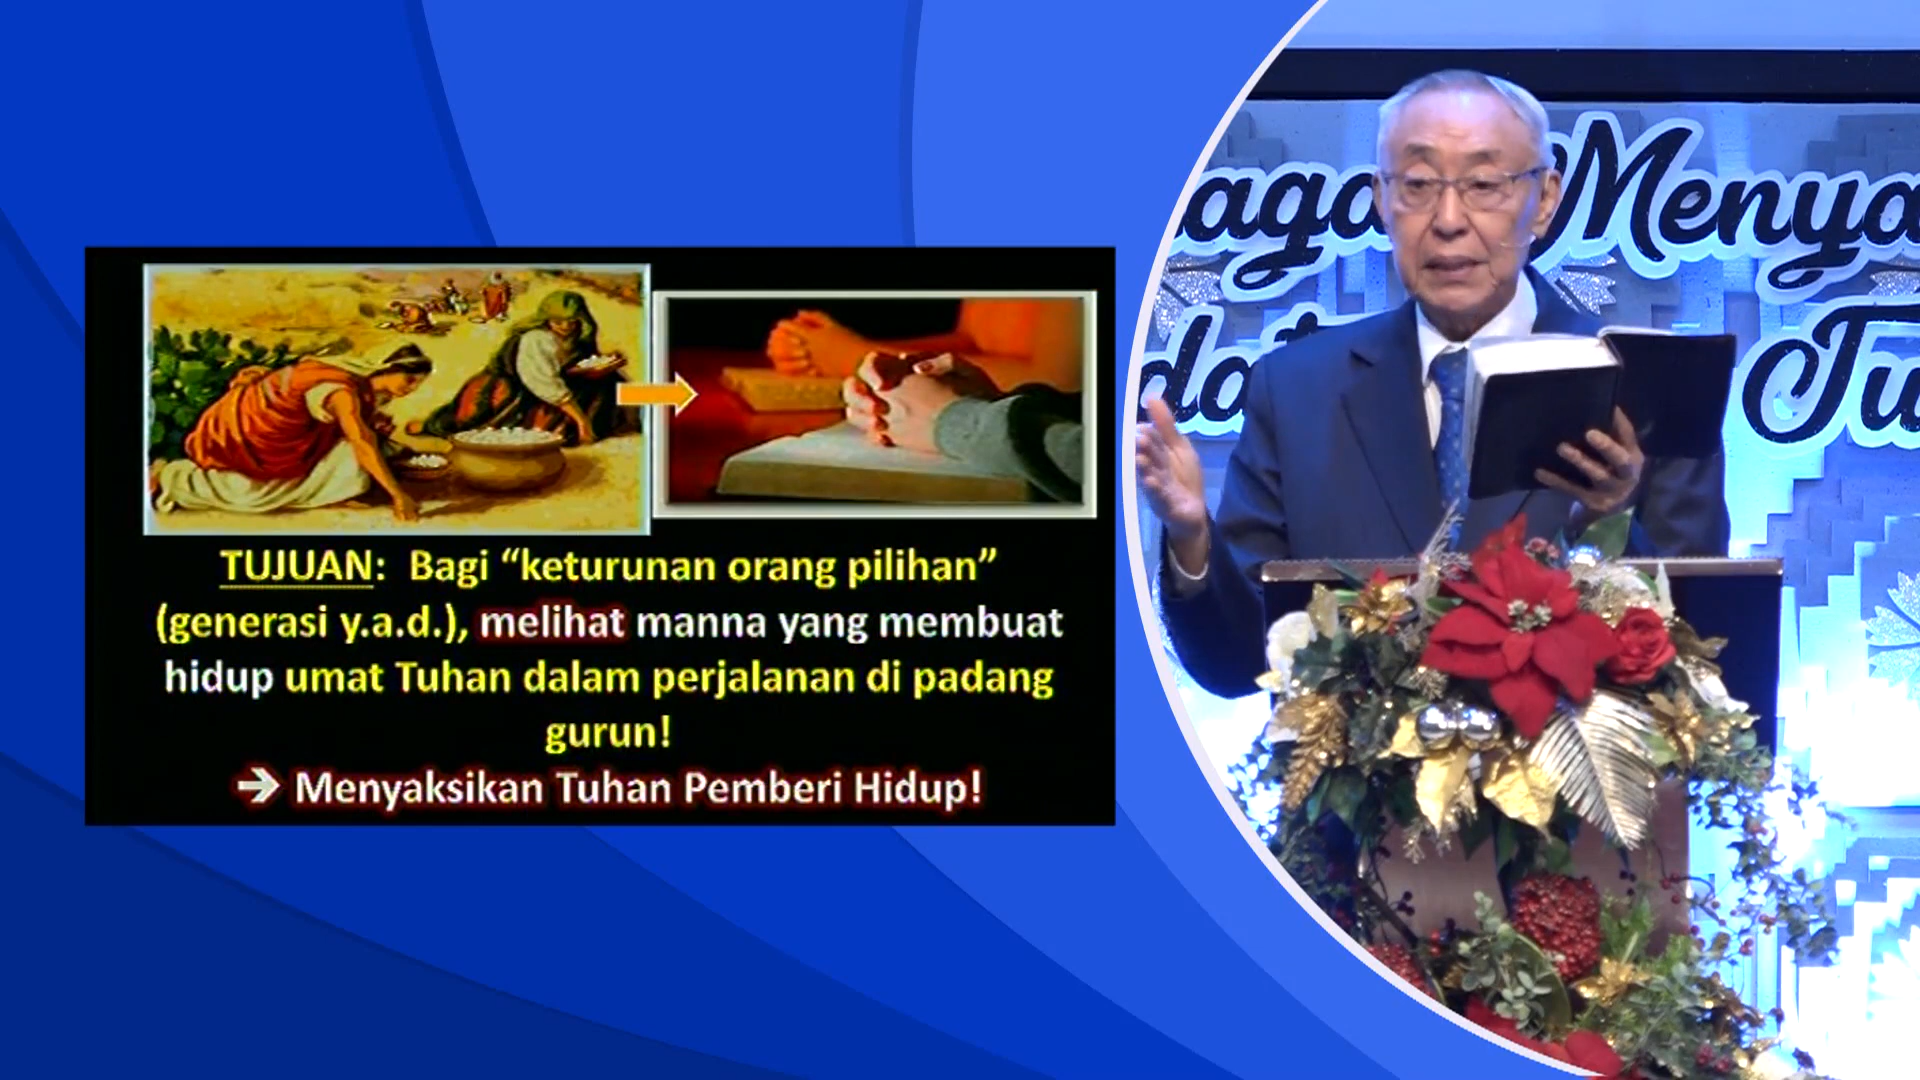 TUJUAN: Bagi “keturunan orang pilihan”
(generasi y.a.d.), melihat manna yang membuat
hidup umat Tuhan dalam perjalanan di padang
gurun!
➔ Menyaksikan Tuhan Pemberi Hidup!